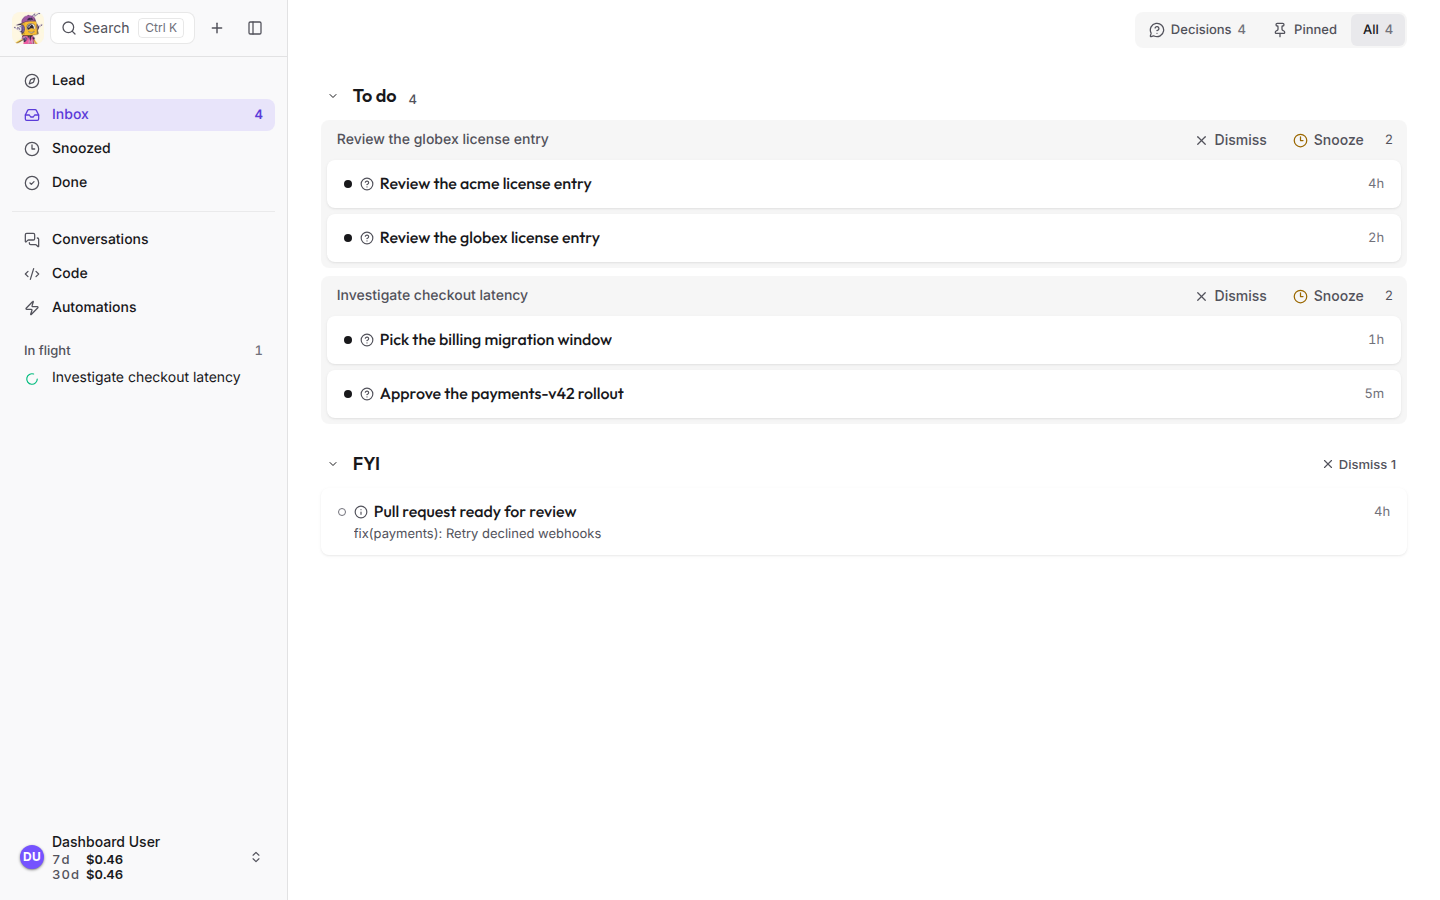 Search Ctrl K
Lead
Inbox 4
Snoozed
Done
Conversations
Code
Automations
In flight 1
Investigate checkout latency
Dashboard User
DU
7d $0.46
30d $0.46
Decisions 4 Pinned All 4
To do 4
Review the globex license entry Dismiss Snooze 2
Review the acme license entry 4h
Review the globex license entry 2h
Investigate checkout latency Dismiss Snooze 2
Pick the billing migration window 1h
Approve the payments-v42 rollout 5m
FYI Dismiss 1
Pull request ready for review 4h
fix(payments): Retry declined webhooks